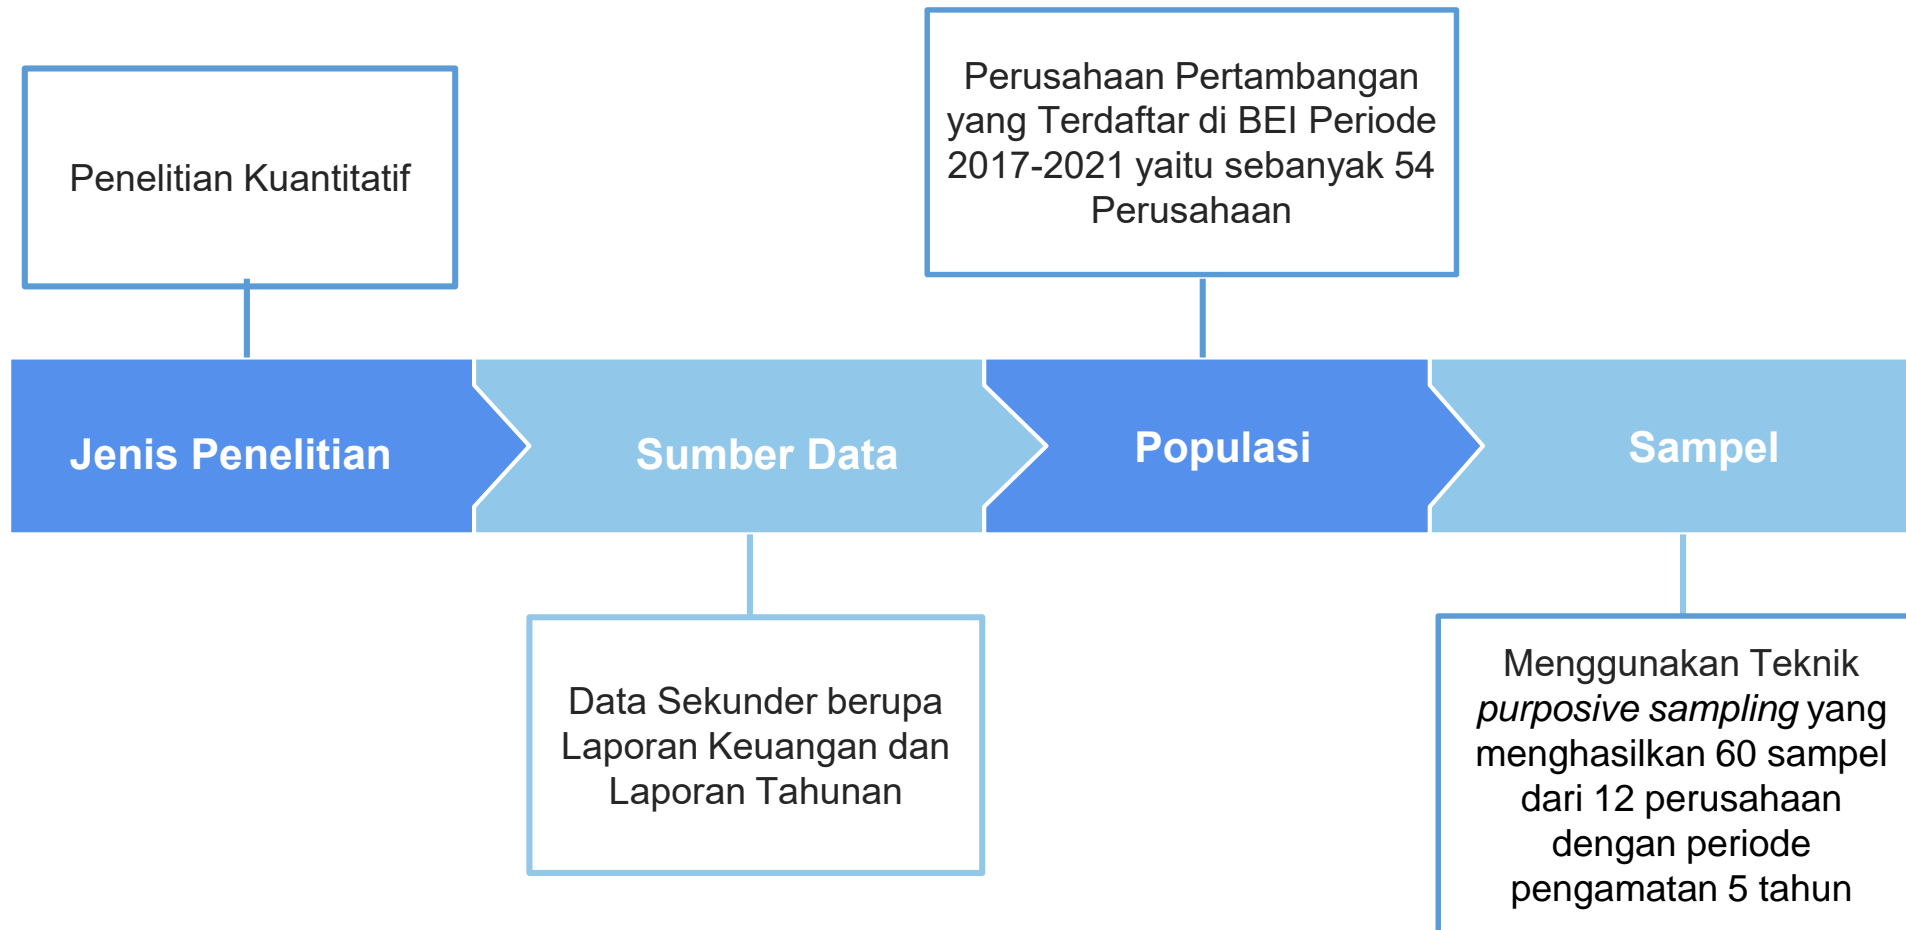 Penelitian Kuantitatif
Perusahaan Pertambangan
yang Terdaftar di BEI Periode
2017-2021 yaitu sebanyak 54
Perusahaan
Jenis Penelitian
Sumber Data
Populasi
Sampel
Data Sekunder berupa
Laporan Keuangan dan
Laporan Tahunan
Menggunakan Teknik
purposive sampling yang
menghasilkan 60 sampel
dari 12 perusahaan
dengan periode
pengamatan 5 tahun